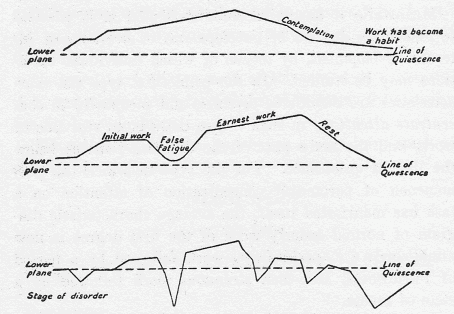 Contemplation
Work has become
a habit
Lower
plane
Line of
Quiescence
Initial work
False
Fatigue
Earnest work
Rest
Lower
plane
Line of
Quiescence
Lower
plane
Line of
Quiescence
Stage of disorder